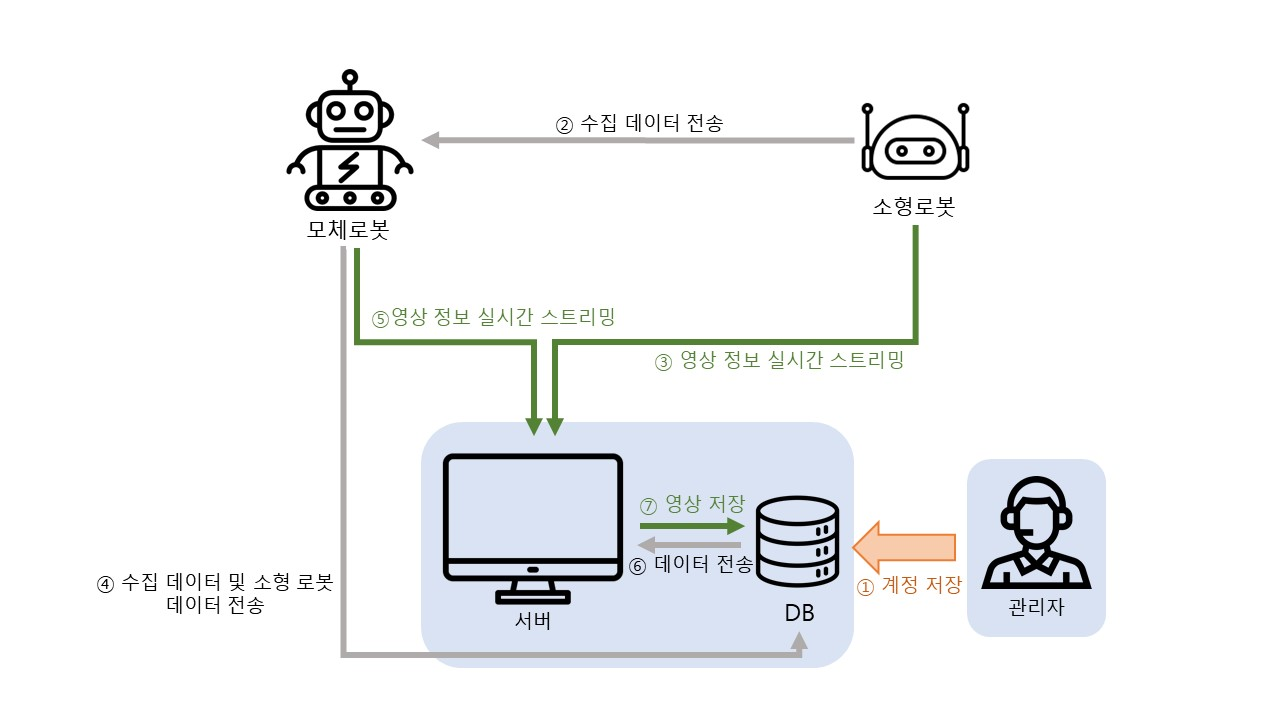 ② 수집 데이터 전송
소형로봇
모체로봇
⑤영상 정보 실시간 스트리밍
③ 영상 정보 실시간 스트리밍
⑦ 영상 저장
⑥ 데이터 전송
④ 수집 데이터 및 소형 로봇
데이터 전송
① 계정 저장
서버
DB
관리자